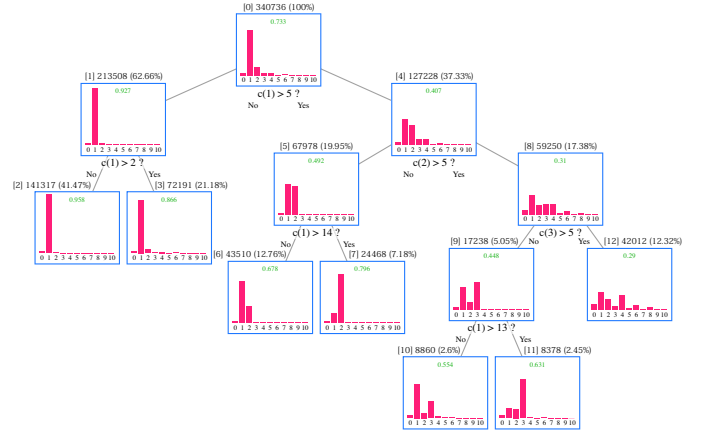 [0] 340736 (100%)
0.733
0 1 2 3 4 5 6 7 8 9 10
c(1) > 5 ?
No Yes
[1] 213508 (62.66%)
0.927
0 1 2 3 4 5 6 7 8 9 10
c(1) > 2 ?
No Yes
[4] 127228 (37.33%)
0.407
0 1 2 3 4 5 6 7 8 9 10
c(2) > 5 ?
No Yes
[5] 67978 (19.95%)
0.492
0 1 2 3 4 5 6 7 8 9 10
c(1) > 14 ?
No Yes
[8] 59250 (17.38%)
0.31
0 1 2 3 4 5 6 7 8 9 10
c(3) > 5 ?
No Yes
[2] 141317 (41.47%)
0.958
0 1 2 3 4 5 6 7 8 9 10
[3] 72191 (21.18%)
0.866
0 1 2 3 4 5 6 7 8 9 10
[6] 43510 (12.76%)
0.678
0 1 2 3 4 5 6 7 8 9 10
[7] 24468 (7.18%)
0.796
0 1 2 3 4 5 6 7 8 9 10
[9] 17238 (5.05%)
0.448
0 1 2 3 4 5 6 7 8 9 10
c(1) > 13 ?
No Yes
[12] 42012 (12.32%)
0.29
0 1 2 3 4 5 6 7 8 9 10
[10] 8860 (2.6%)
0.554
0 1 2 3 4 5 6 7 8 9 10
[11] 8378 (2.45%)
0.631
0 1 2 3 4 5 6 7 8 9 10